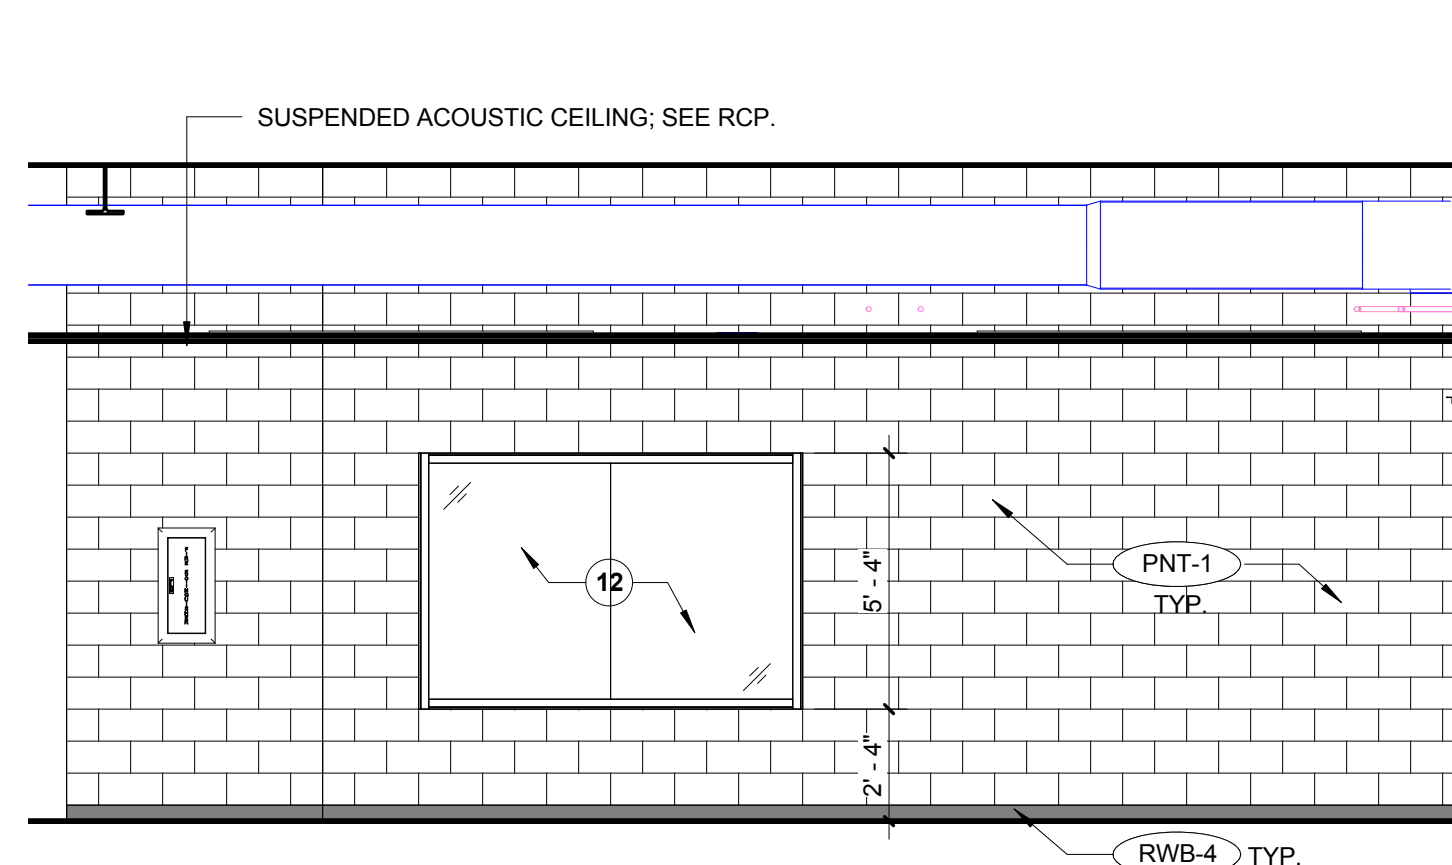 SUSPENDED ACOUSTIC CEILING; SEE RCP.
5' - 4"
12
PNT-1
TYP.
2' - 4"
RWB-4 TYP.